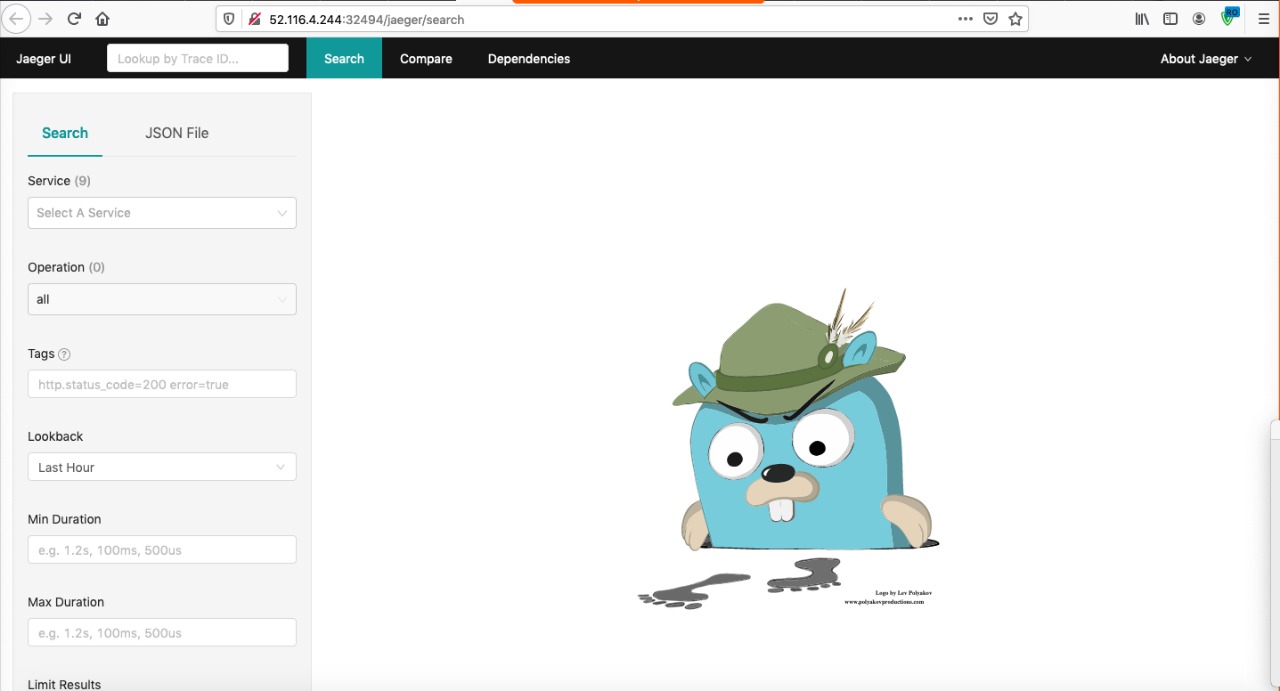 52.116.4.244:32494/jaeger/search
Jaeger UI
Lookup by Trace ID...
Search
Compare
Dependencies
About Jaeger
Search
JSON File
Service (9)
Select A Service
Operation (0)
all
Tags
http.status_code=200 error=true
Lookback
Last Hour
Min Duration
e.g. 1.2s, 100ms, 500us
Max Duration
e.g. 1.2s, 100ms, 500us
Limit Results
Logo by Lev Polyakov
www.polyakovproductions.com